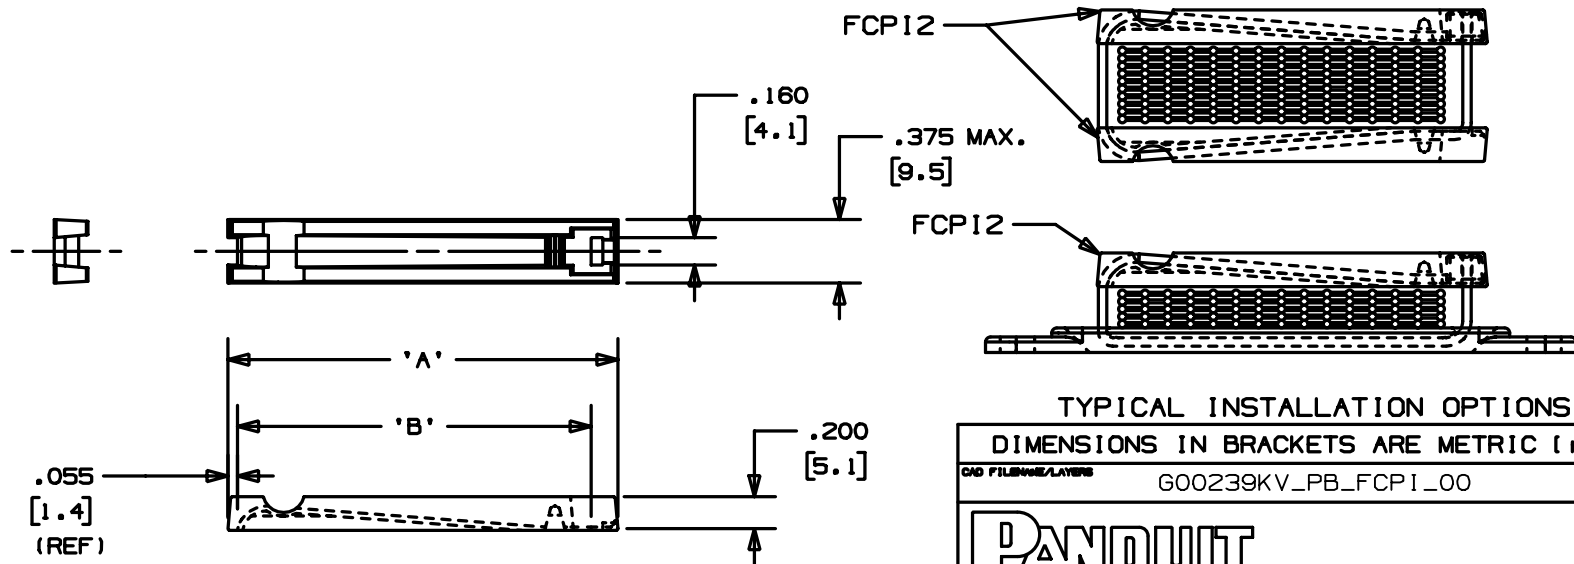 FCPI2
.160
[4.1]
.375 MAX.
[9.5]
FCPI2
'A'
'B'
.055
[1.4]
(REF)
.200
[5.1]
TYPICAL INSTALLATION OPTIONS
DIMENSIONS IN BRACKETS ARE METRIC
CAD FILENAME/LAYERS
G00239KV_PB_FCPI_00
PANDUIT